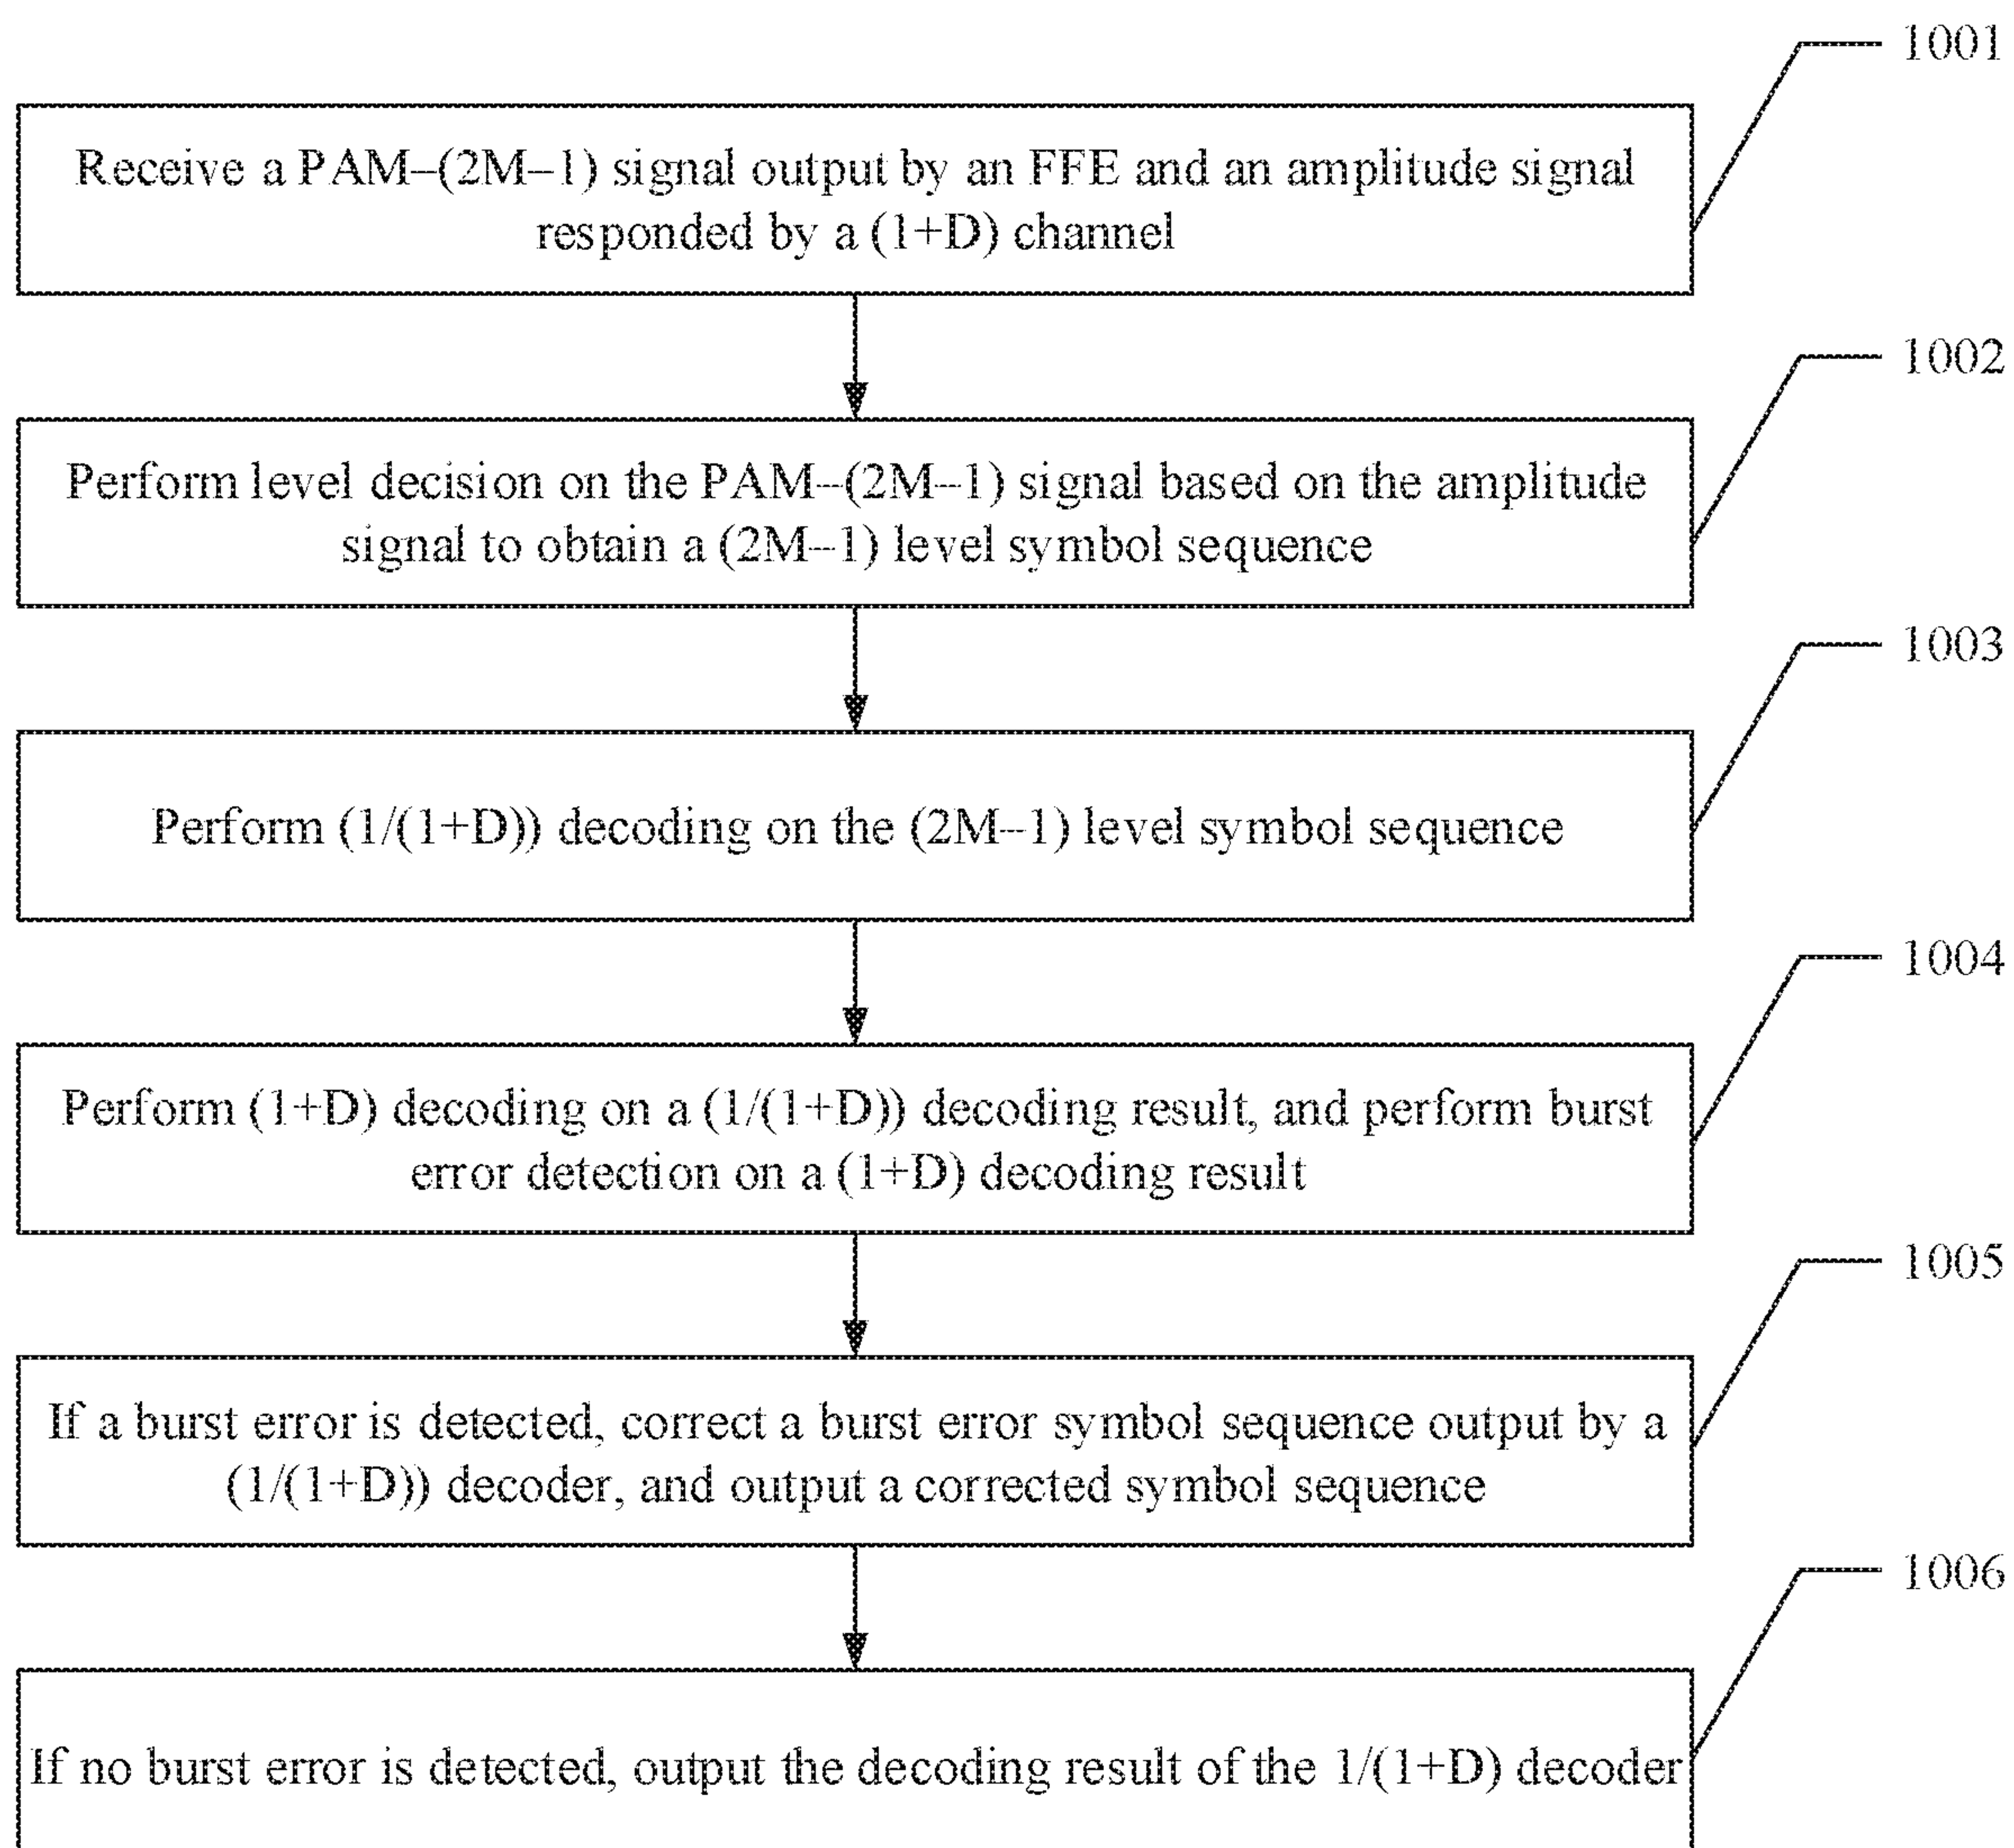 1001
Receive a PAM-(2M-1) signal output by an FFE and an amplitude signal
responded by a (1+D) channel
1002
Perform level decision on the PAM-(2M-1) signal based on the amplitude
signal to obtain a (2M-1) level symbol sequence
1003
Perform (1/(1+D)) decoding on the (2M-1) level symbol sequence
1004
Perform (1+D) decoding on a (1/(1+D)) decoding result, and perform burst
error detection on a (1+D) decoding result
1005
If a burst error is detected, correct a burst error symbol sequence output by a
(1/(1+D)) decoder, and output a corrected symbol sequence
1006
If no burst error is detected, output the decoding result of the 1/(1+D) decoder